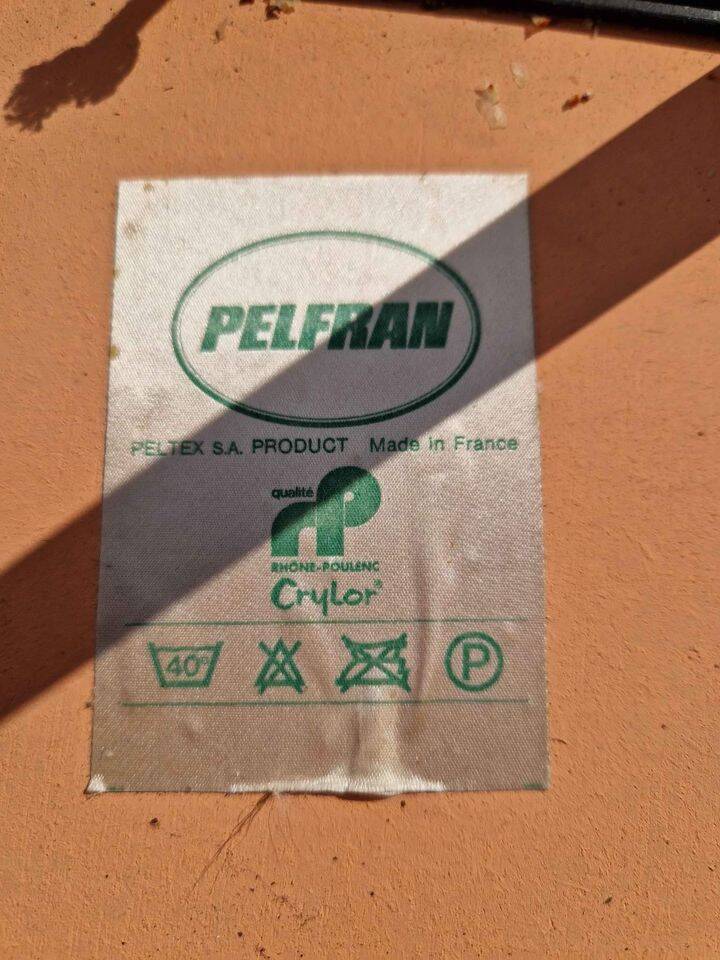 PELFRAN
PELTEX S.A. PRODUCT Made in France
qualité
RHÔNE-POULENC
Crylor®
40° P